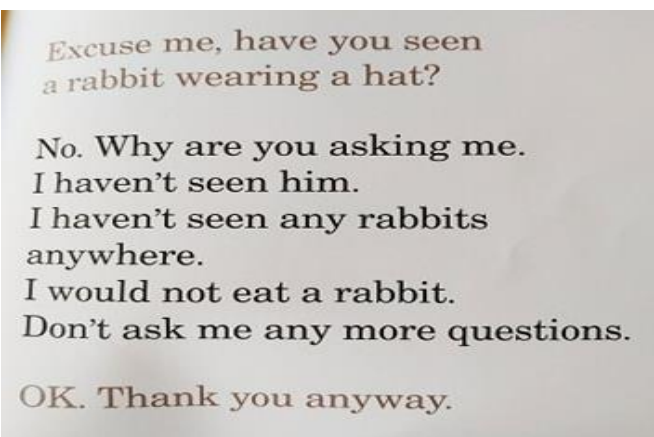 Excuse me, have you seen
a rabbit wearing a hat?
No. Why are you asking me.
I haven't seen him.
I haven't seen any rabbits
anywhere.
I would not eat a rabbit.
Don't ask me any more questions.
OK. Thank you anyway.